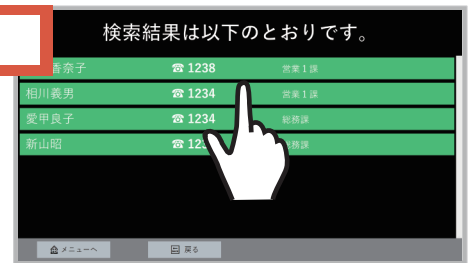 検索結果は以下のとおりです。
香奈子 ☎ 1238 営業1課
相川義男 ☎ 1234 営業1課
愛甲良子 ☎ 1234 総務課
新山昭 ☎ 12 務課
メニューへ 戻る